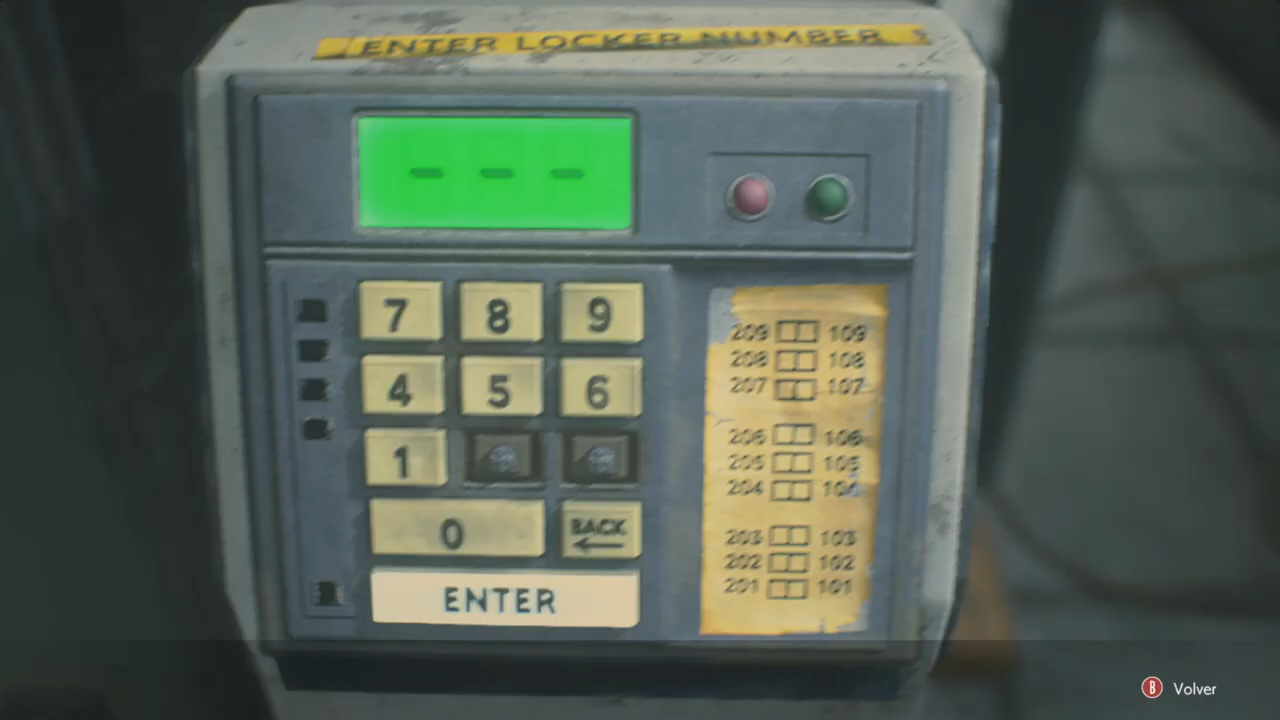 ENTER LOCKER NUMBER
- - -
7 8 9
4 5 6
1
0 BACK ←
ENTER
209 109
208 108
207 107
206 106
205 105
204 104
203 103
202 102
201 101
B Volver